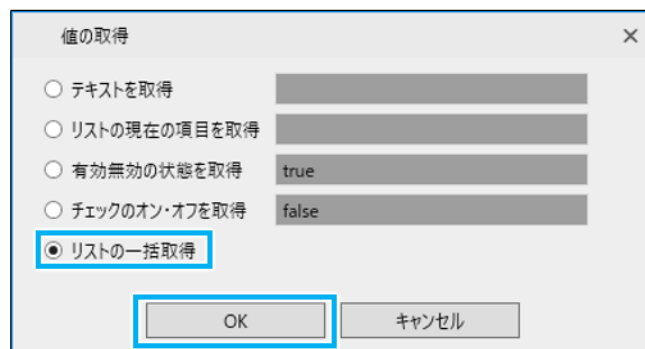 値の取得
テキストを取得
リストの現在の項目を取得
有効無効の状態を取得 true
チェックのオン・オフを取得 false
リストの一括取得
OK キャンセル